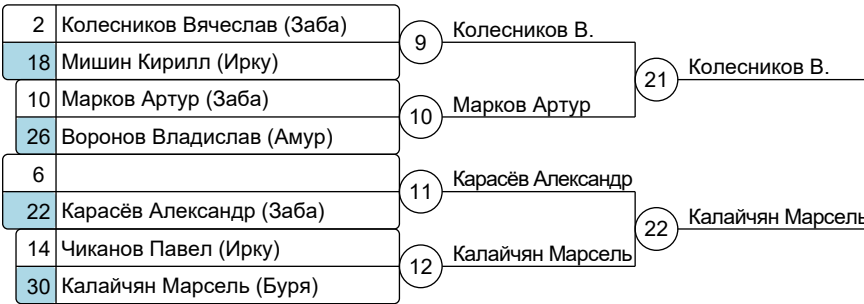 2 Колесников Вячеслав (Заба)
18 Мишин Кирилл (Ирку)
9 Колесников В.
10 Марков Артур (Заба)
26 Воронов Владислав (Амур)
10 Марков Артур
21 Колесников В.
6
22 Карасёв Александр (Заба)
11 Карасёв Александр
14 Чиканов Павел (Ирку)
30 Калайчян Марсель (Буря)
12 Калайчян Марсель
22 Калайчян Марсель